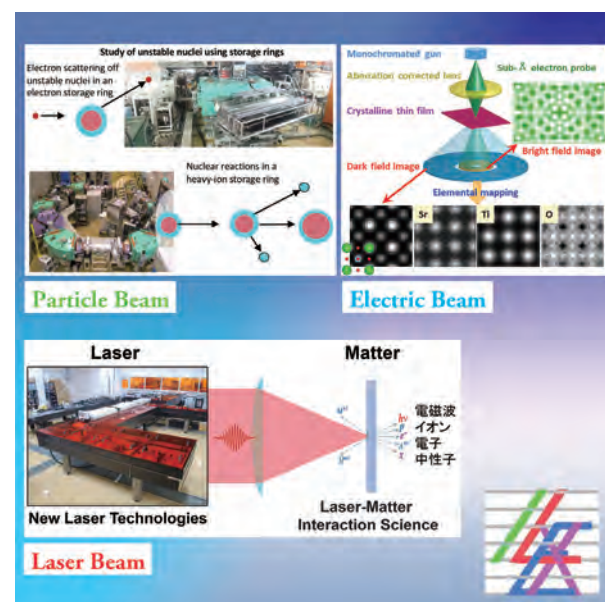 Study of unstable nuclei using storage rings
Electron scattering off
unstable nuclei in an
electron storage ring
Nuclear reactions in a
heavy-ion storage ring
Particle Beam
Monochromated gun
Aberration corrected lens
Sub-Å electron probe
Crystalline thin film
Bright field image
Dark field image
Elemental mapping
Sr
Ti
O
Electric Beam
Laser
Matter
電磁波
イオン
電子
中性子
New Laser Technologies
Laser-Matter
Interaction Science
Laser Beam